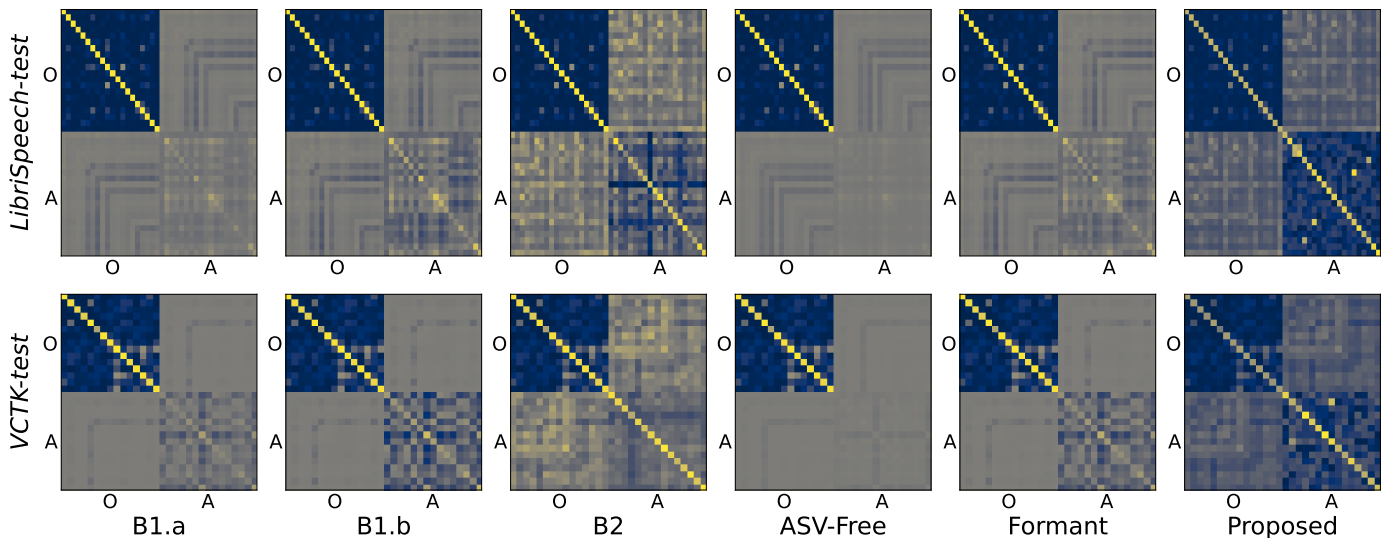 LibriSpeech-test
O O O O O O
A A A A A A
O A O A O A O A O A O A
VCTK-test
O O O O O O
A A A A A A
O A O A O A O A O A O A
B1.a B1.b B2 ASV-Free Formant Proposed